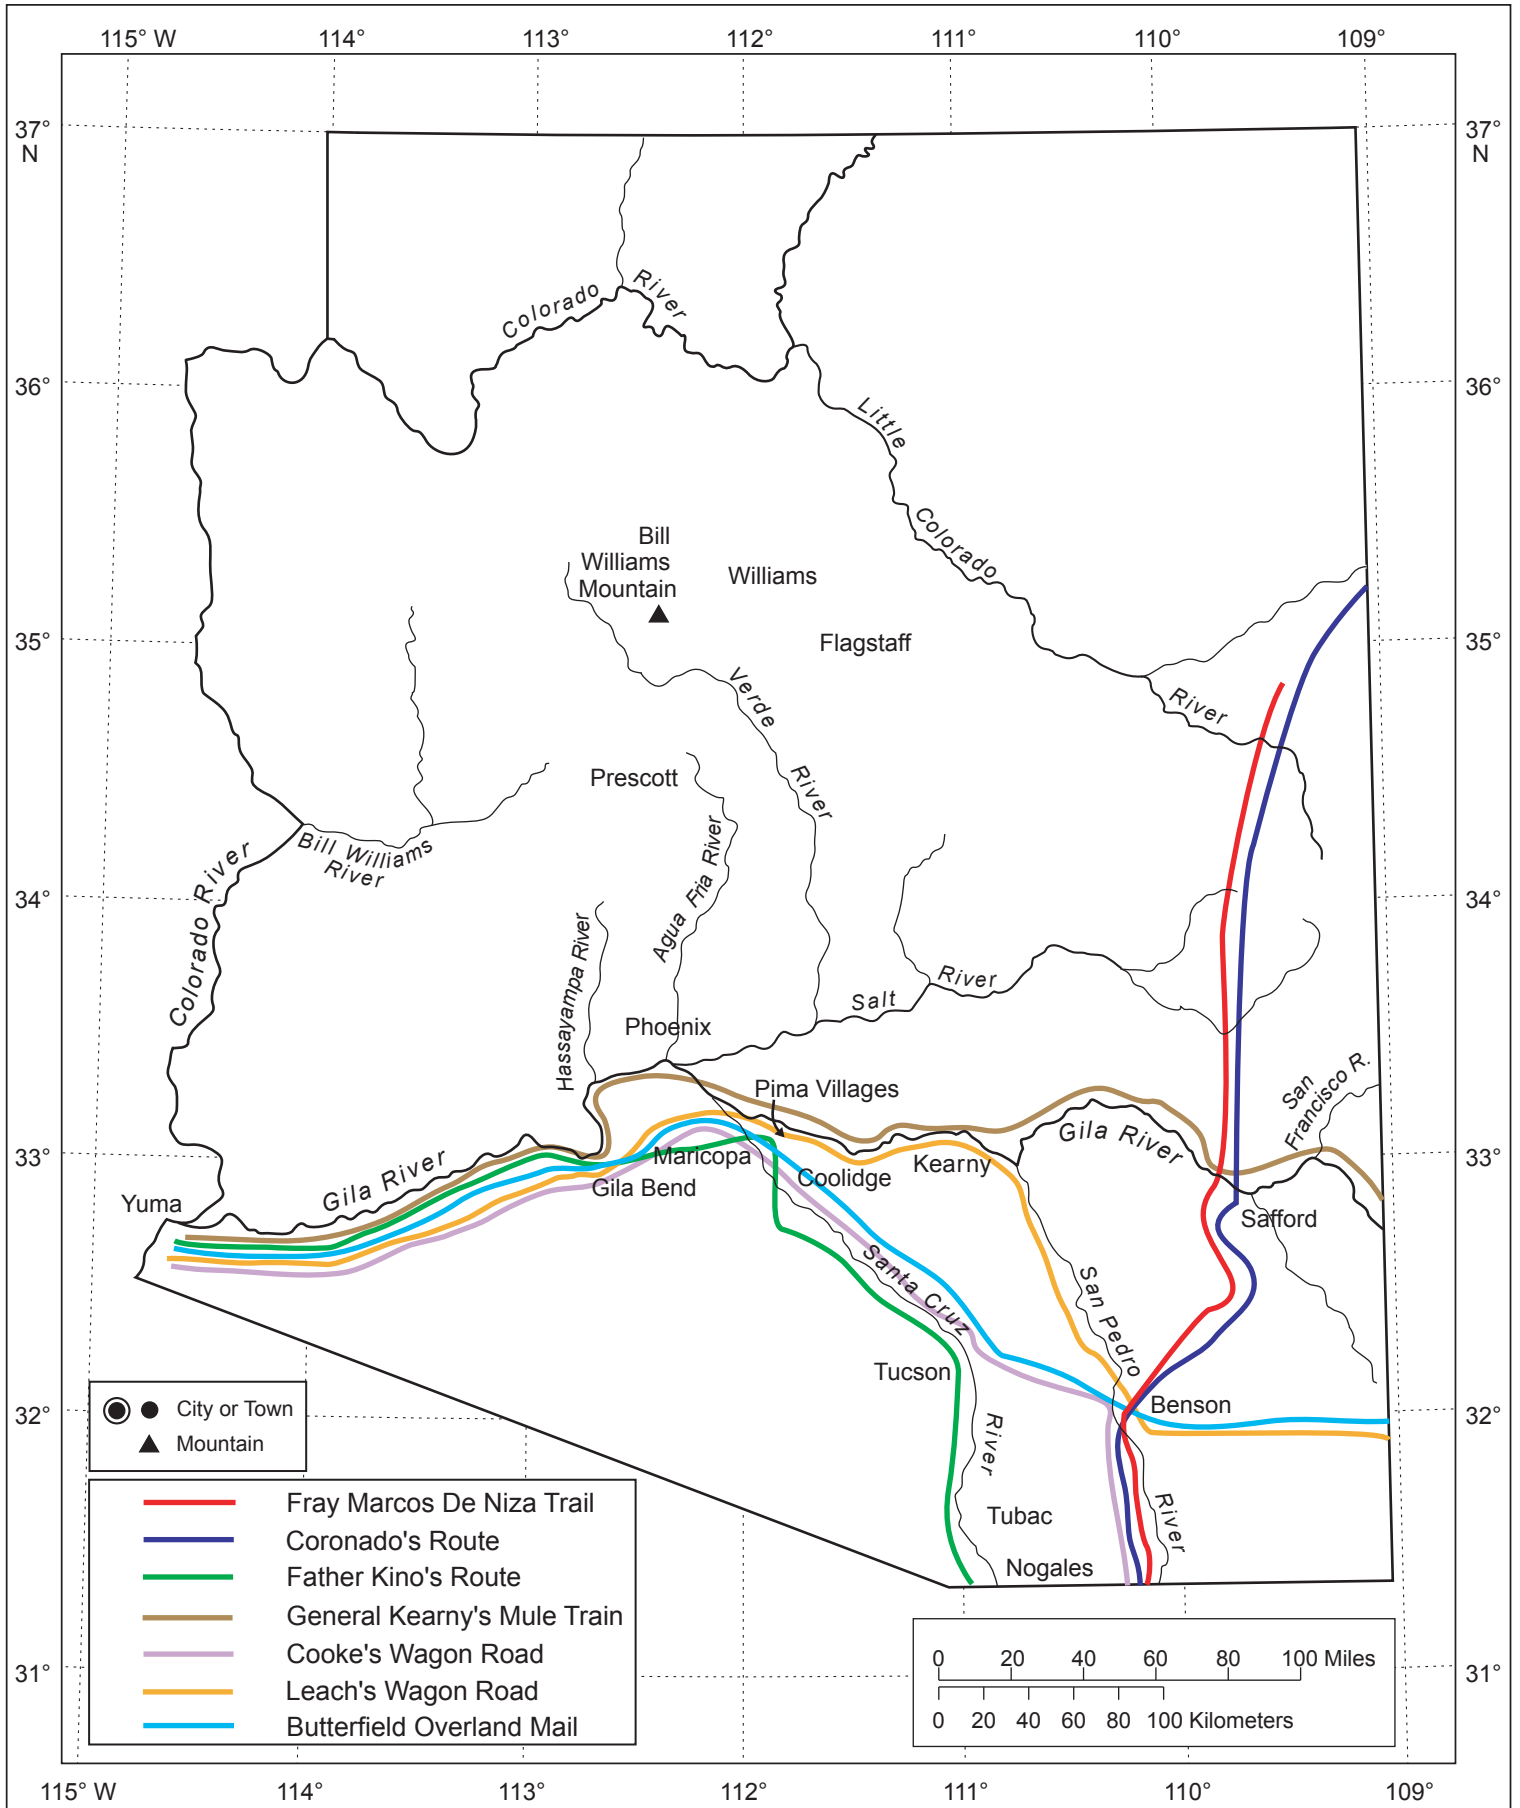 115° W
114°
113°
112°
111°
110°
109°
37°
N
37°
N
Colorado
River
36°
36°
Little
Colorado
River
Bill
Williams
Mountain
Williams
Flagstaff
35°
35°
Verde
River
Prescott
Bill Williams
River
Agua Fria River
Colorado River
34°
34°
Hassayampa River
Salt
River
Phoenix
San
Francisco R.
Pima Villages
Gila River
33°
33°
Maricopa
Coolidge
Kearny
Gila Bend
Gila River
Yuma
Safford
Santa Cruz
River
San Pedro
River
Tucson
Benson
32°
32°
City or Town
Mountain
Tubac
Nogales
Fray Marcos De Niza Trail
Coronado's Route
Father Kino's Route
General Kearny's Mule Train
Cooke's Wagon Road
Leach's Wagon Road
Butterfield Overland Mail
0 20 40 60 80 100 Miles
0 20 40 60 80 100 Kilometers
31°
31°
115° W
114°
113°
112°
111°
110°
109°